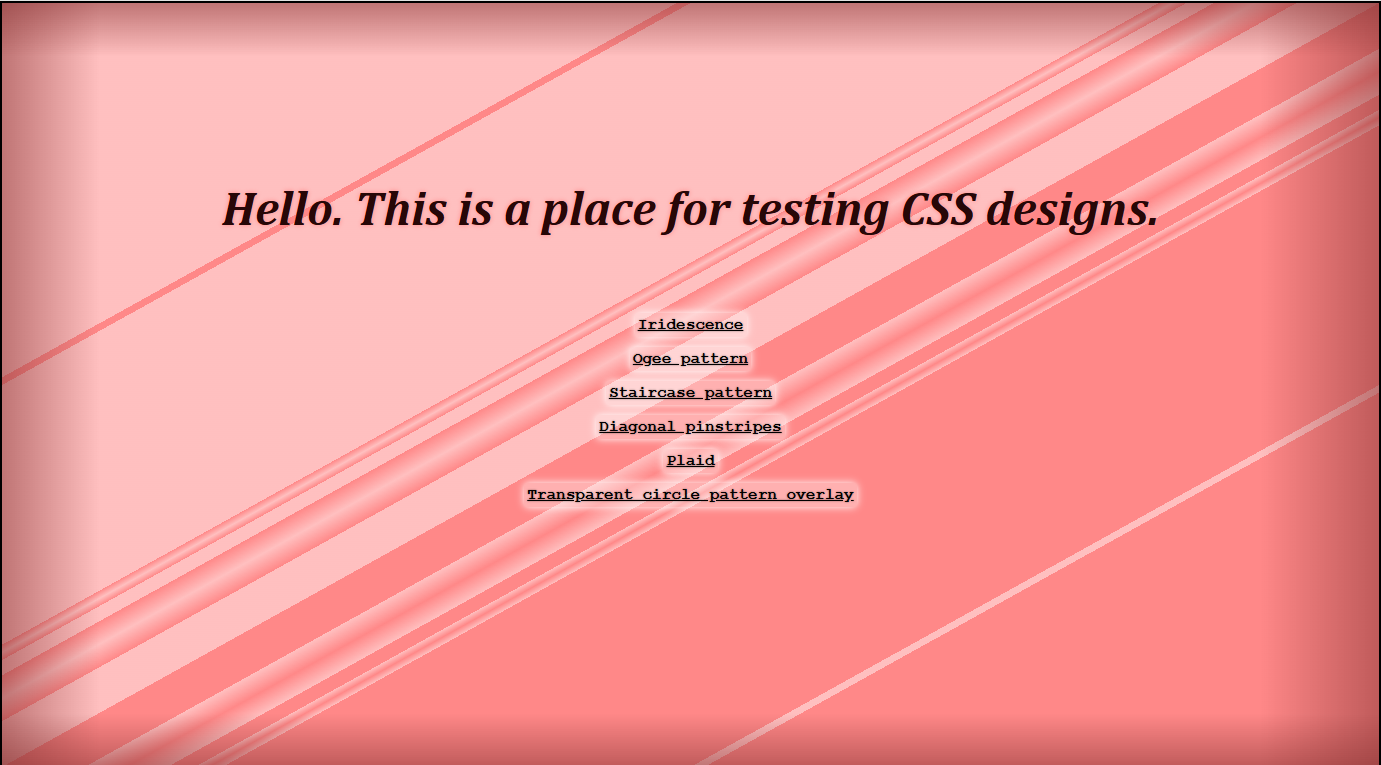 Hello. This is a place for testing CSS designs.
Iridescence
Ogee pattern
Staircase pattern
Diagonal pinstripes
Plaid
Transparent circle pattern overlay